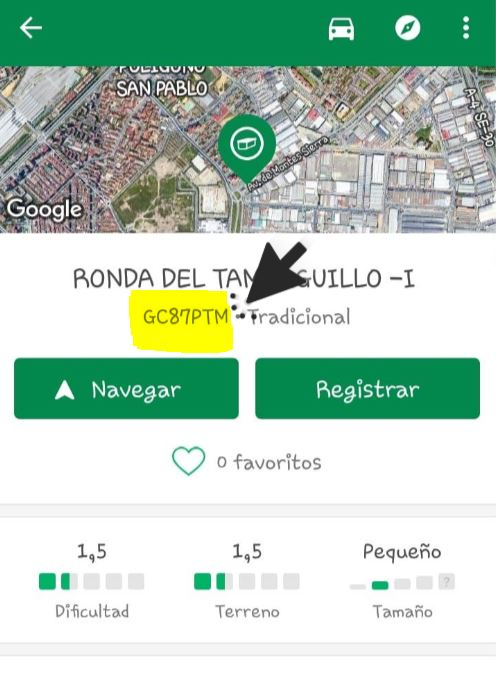 POLIGONO
SAN PABLO
A-4 SE-30
Av. de Montes Sierra
Google
RONDA DEL TAM GUILLO -I
GC87PTM · Tradicional
Navegar
Registrar
0 favoritos
1,5
1,5
Pequeño
?
Dificultad
Terreno
Tamaño